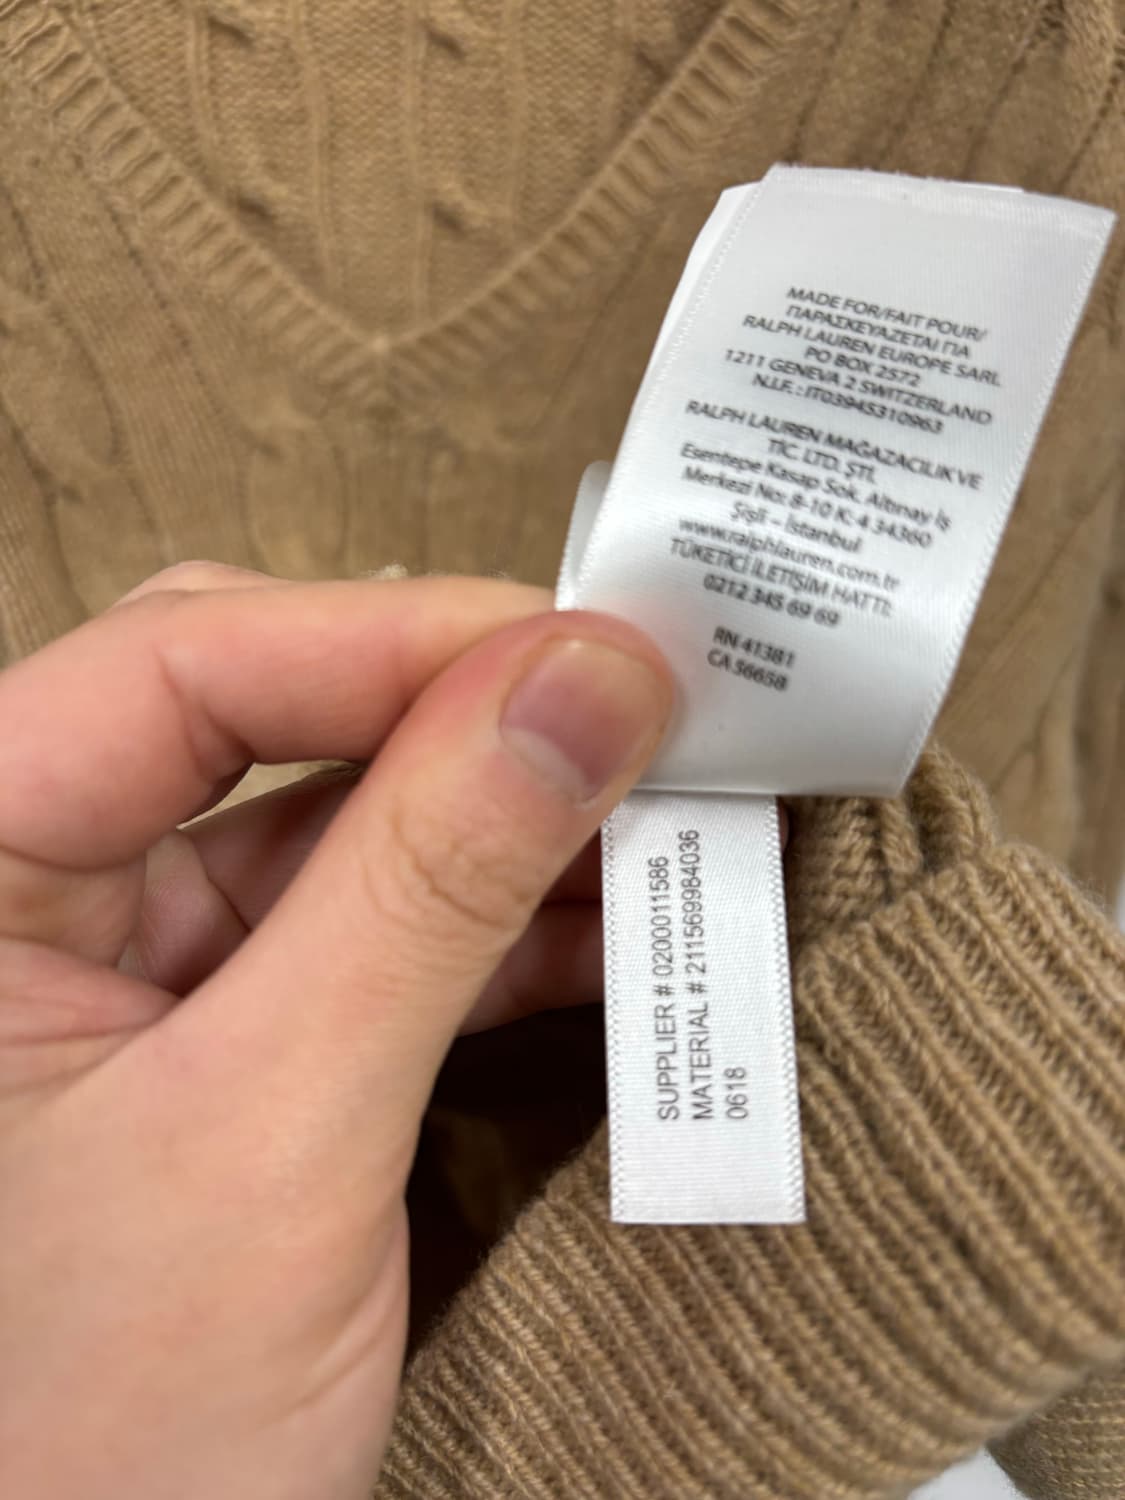 MADE FOR/FAIT POUR/
ΠΑΡΑΣΚΕΥΑΖΕΤΑΙ ΓΙΑ
RALPH LAUREN EUROPE SARL
PO BOX 2572
1211 GENEVA 2 SWITZERLAND
N.I.F. : IT03945310963
RALPH LAUREN MAĞAZACILIK VE
TİC. LTD. ŞTİ.
Esentepe Kasap Sok. Altınay İş
Merkezi No: 8-10 K: 4 34360
Şişli - İstanbul
www.ralphlauren.com.tr
TÜKETİCİ İLETİŞİM HATTI:
0212 345 69 69
RN 41381
CA 56658
SUPPLIER # 0200011586
MATERIAL # 211569984036
0618